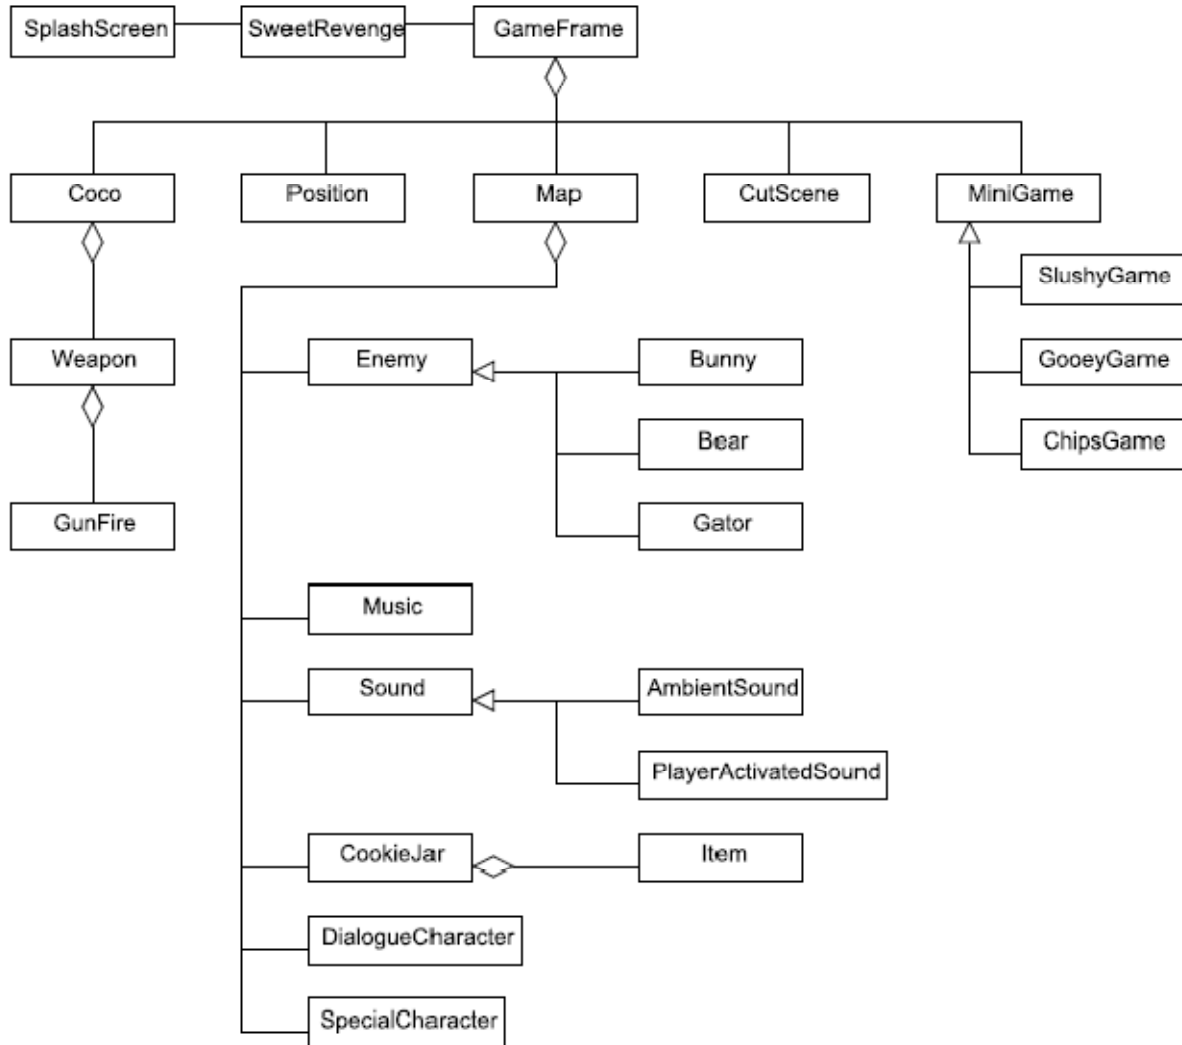 SplashScreen
SweetRevenge
GameFrame
Coco
Position
Map
CutScene
MiniGame
SlushyGame
Weapon
Enemy
Bunny
GooeyGame
Bear
ChipsGame
GunFire
Gator
Music
Sound
AmbientSound
PlayerActivatedSound
CookieJar
Item
DialogueCharacter
SpecialCharacter